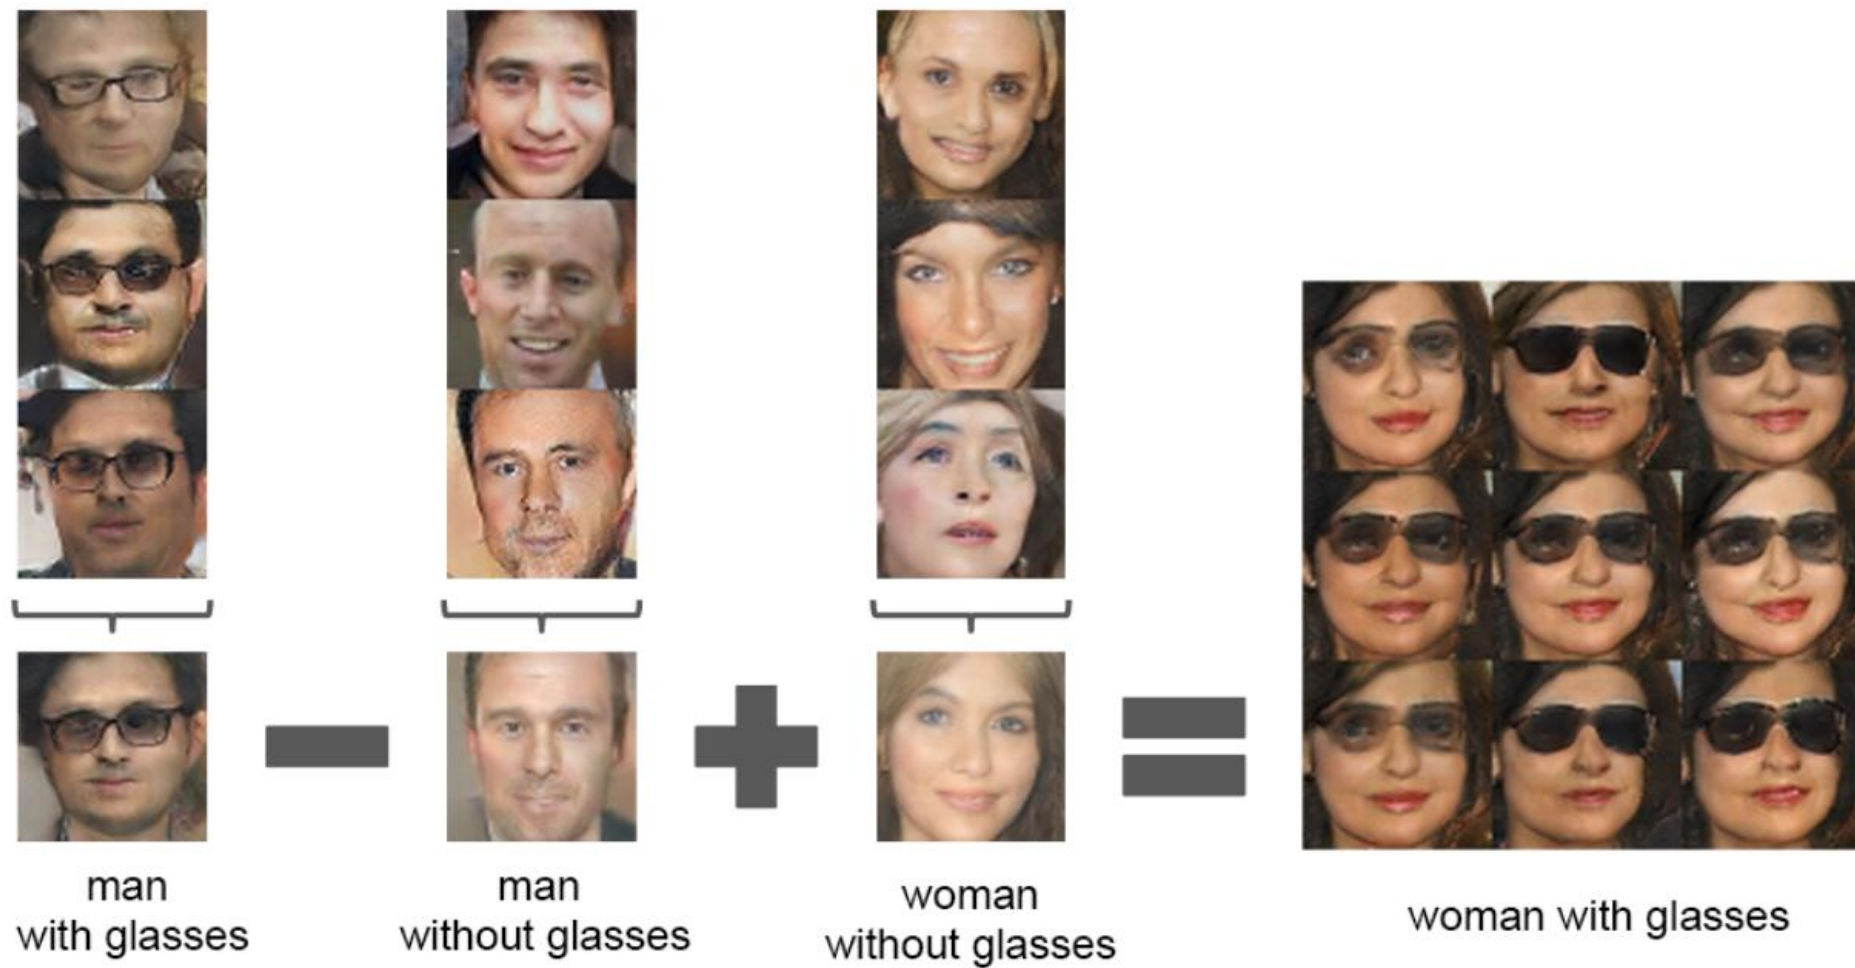 man
with glasses
man
without glasses
woman
without glasses
woman with glasses